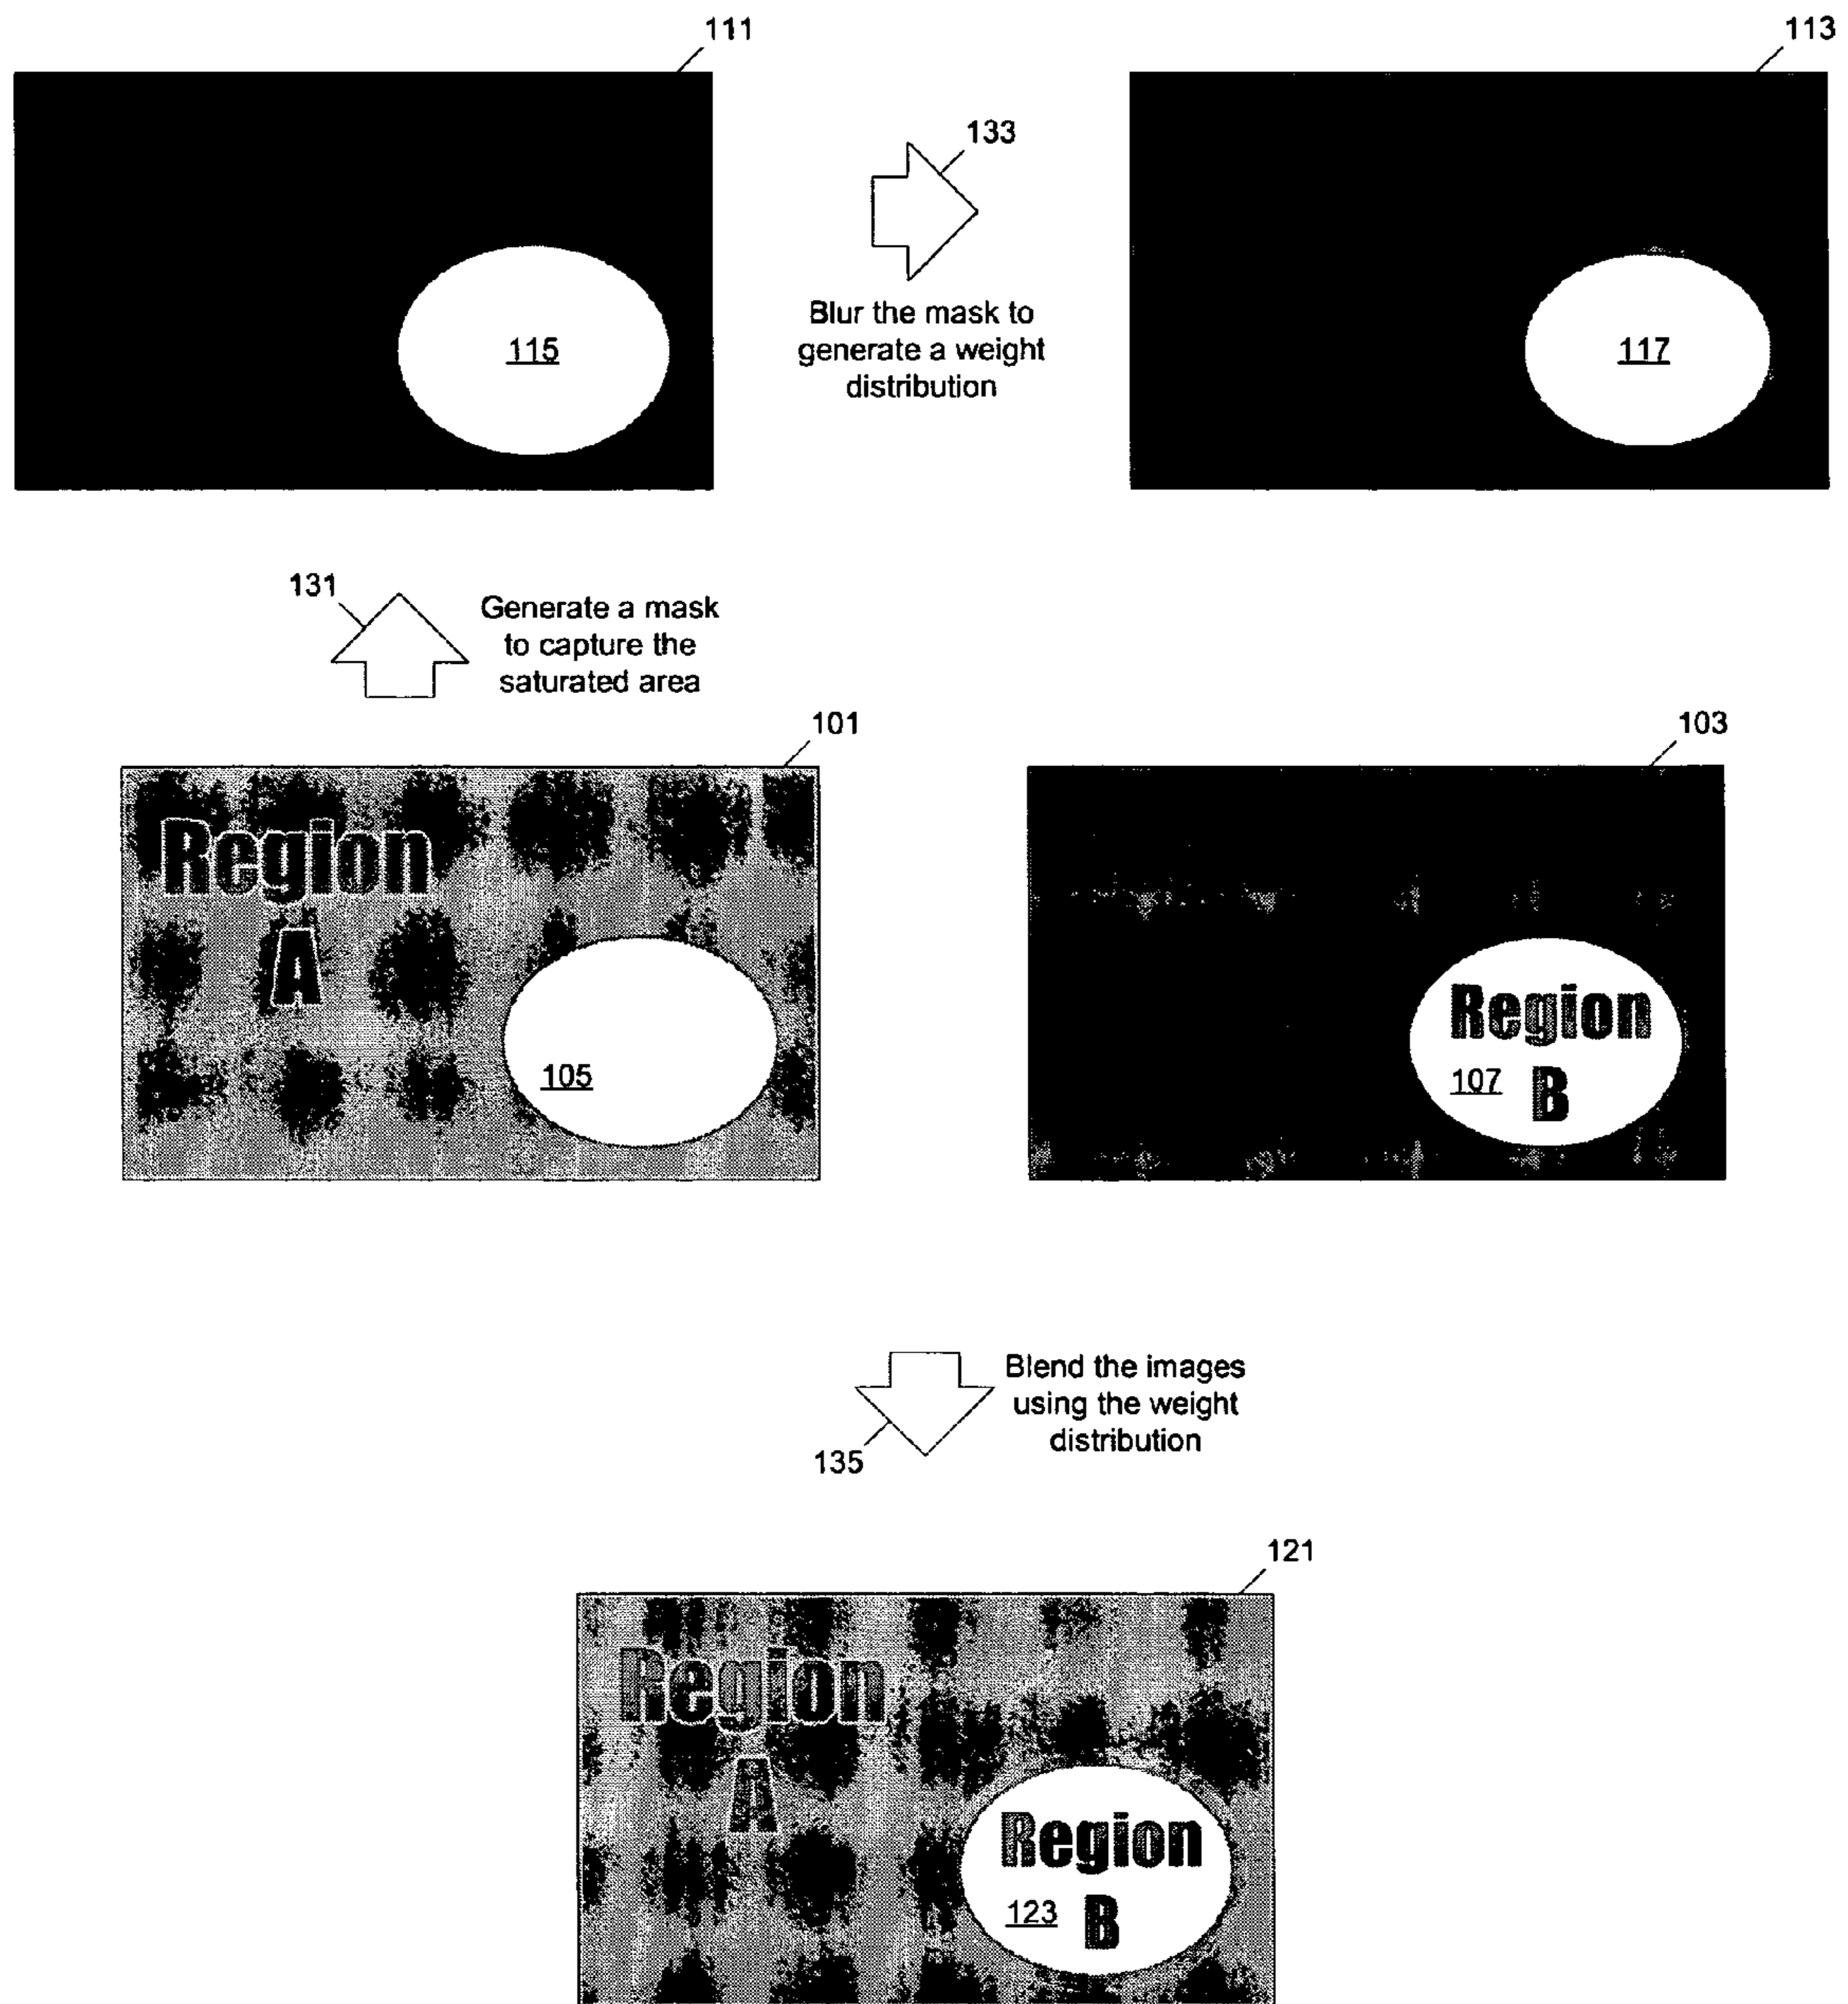 111
113
133
115
117
Blur the mask to
generate a weight
distribution
131
Generate a mask
to capture the
saturated area
101
103
Region
A
105
Region
107
B
Blend the images
using the weight
distribution
135
121
Region
A
Region
123
B